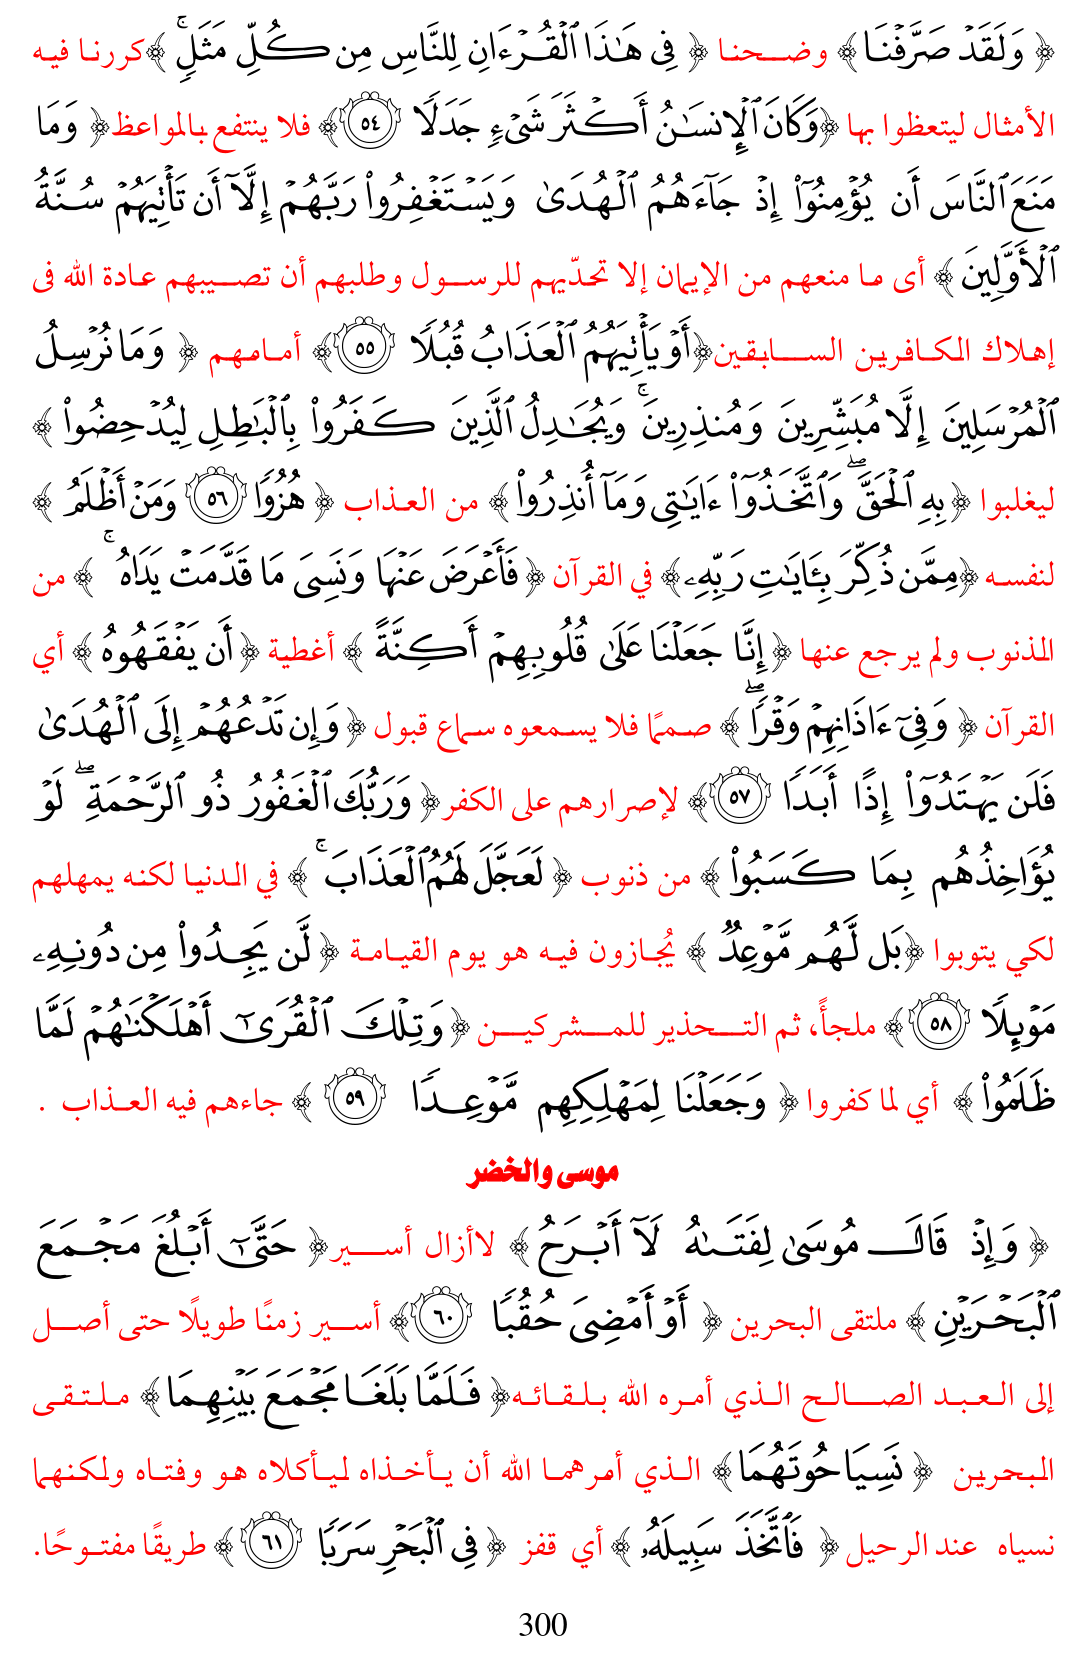 ﴿ وَلَقَدۡ صَرَّفۡنَا﴾ وضحنا ﴿ فِي هَـٰذَا ٱلۡقُرۡءَانِ لِلنَّاسِ مِن كُلِّ مَثَلٖۚ ﴾كررنا فيه
الأمثال ليتعظوا بها ﴿وَكَانَ ٱلۡإِنسَـٰنُ أَكۡثَرَ شَيۡءٖ جَدَلٗا ٥٤﴾ فلا ينتفع بالمواعظ﴿ وَمَا
مَنَعَ ٱلنَّاسَ أَن يُؤۡمِنُوٓاْ إِذۡ جَآءَهُمُ ٱلۡهُدَىٰ وَيَسۡتَغۡفِرُواْ رَبَّهُمۡ إِلَّآ أَن تَأۡتِيَهُمۡ سُنَّةُ
ٱلۡأَوَّلِينَ ﴾ أى ما منعهم من الإيمان إلا تحدّيهم للرسول وطلبهم أن تصيبهم عادة الله فى
إهلاك الكافرين السابقين﴿أَوۡ يَأۡتِيَهُمُ ٱلۡعَذَابُ قُبُلٗا ٥٥﴾ أمامهم ﴿ وَمَا نُرۡسِلُ
ٱلۡمُرۡسَلِينَ إِلَّا مُبَشِّرِينَ وَمُنذِرِينَۚ وَيُجَـٰدِلُ ٱلَّذِينَ كَفَرُواْ بِٱلۡبَـٰطِلِ لِيُدۡحِضُواْ ﴾
ليغلبوا ﴿بِهِ ٱلۡحَقَّۖ وَٱتَّخَذُوٓاْ ءَايَـٰتِي وَمَآ أُنذِرُواْ﴾ من العذاب ﴿ هُزُوٗا ٥٦ وَمَنۡ أَظۡلَمُ ﴾
لنفسه ﴿مِمَّن ذُكِّرَ بِـَٔايَـٰتِ رَبِّهِۦ﴾ في القرآن ﴿فَأَعۡرَضَ عَنۡهَا وَنَسِيَ مَا قَدَّمَتۡ يَدَاهُۚ ﴾ من
الذنوب ولم يرجع عنها ﴿ إِنَّا جَعَلۡنَا عَلَىٰ قُلُوبِهِمۡ أَكِنَّةً ﴾ أغطية ﴿أَن يَفۡقَهُوهُ ﴾ أي
القرآن ﴿ وَفِيٓ ءَاذَانِهِمۡ وَقۡرٗاۖ ﴾ صممًا فلا يسمعوه سماع قبول ﴿ وَإِن تَدۡعُهُمۡ إِلَى ٱلۡهُدَىٰ
فَلَن يَهۡتَدُوٓاْ إِذًا أَبَدٗا ٥٧﴾ لإصرارهم على الكفر﴿ وَرَبُّكَ ٱلۡغَفُورُ ذُو ٱلرَّحۡمَةِۖ لَوۡ
يُؤَاخِذُهُم بِمَا كَسَبُواْ ﴾ من ذنوب ﴿ لَعَجَّلَ لَهُمُ ٱلۡعَذَابَۚ ﴾ في الدنيا لكنه يمهلهم
لكي يتوبوا ﴿بَل لَّهُم مَّوۡعِدٞ ﴾ يُجازون فيه هو يوم القيامة ﴿ لَّن يَجِدُواْ مِن دُونِهِۦ
مَوۡئِلٗا ٥٨﴾ ملجأً، ثم التحذير للمشركين ﴿وَتِلۡكَ ٱلۡقُرَىٰٓ أَهۡلَكۡنَـٰهُمۡ لَمَّا
ظَلَمُواْ ﴾ أي لما كفروا ﴿ وَجَعَلۡنَا لِمَهۡلِكِهِم مَّوۡعِدٗا ٥٩ ﴾ جاءهم فيه العذاب .
موسى والخضر
﴿ وَإِذۡ قَالَ مُوسَىٰ لِفَتَىٰهُ لَآ أَبۡرَحُ ﴾ لاأزال أسير﴿ حَتَّىٰٓ أَبۡلُغَ مَجۡمَعَ
ٱلۡبَحۡرَيۡنِ ﴾ ملتقى البحرين ﴿ أَوۡ أَمۡضِيَ حُقُبٗا ٦٠﴾ أسير زمنًا طويلًا حتى أصل
إلى العبد الصالح الذي أمره الله بلقائه﴿ فَلَمَّا بَلَغَا مَجۡمَعَ بَيۡنِهِمَا﴾ ملتقى
البحرين ﴿ نَسِيَا حُوتَهُمَا﴾ الذي أمرهما الله أن يأخذاه ليأكلاه هو وفتاه ولكنهما
نسياه عند الرحيل ﴿ فَٱتَّخَذَ سَبِيلَهُۥ ﴾ أي قفز ﴿ فِي ٱلۡبَحۡرِ سَرَبٗا ٦١﴾ طريقًا مفتوحًا.
300